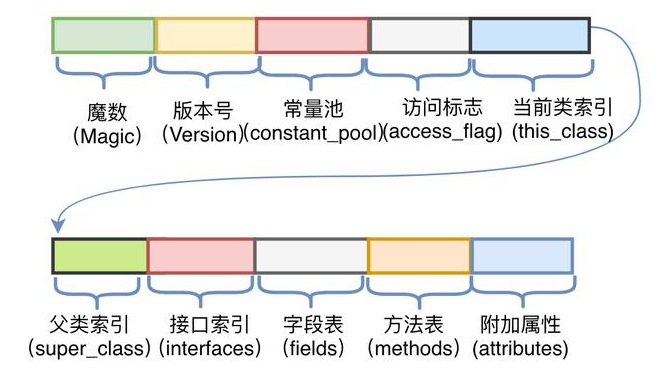 魔数 版本号 常量池 访问标志 当前类索引
(Magic) (Version) (constant_pool) (access_flag) (this_class)
父类索引 接口索引 字段表 方法表 附加属性
(super_class) (interfaces) (fields) (methods) (attributes)